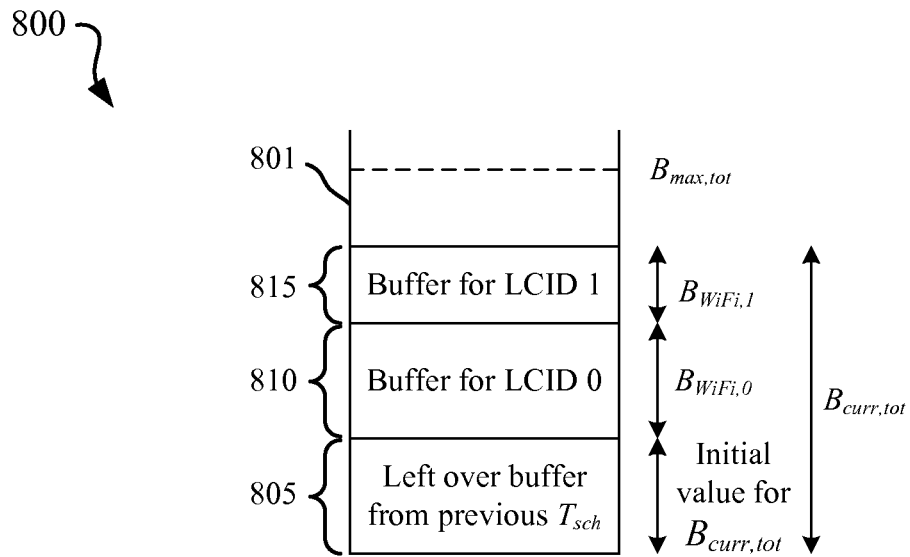 800
801
B_max,tot
815
Buffer for LCID 1
B_WiFi,1
810
Buffer for LCID 0
B_WiFi,0
B_curr,tot
805
Left over buffer
from previous T_sch
Initial
value for
B_curr,tot